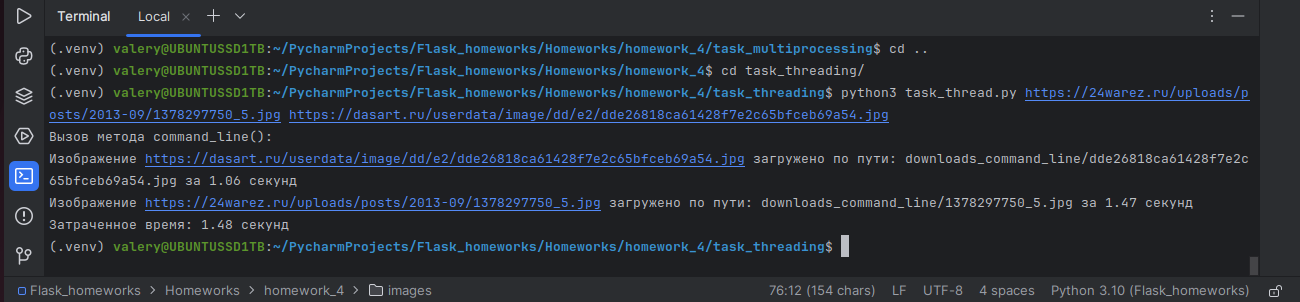 Terminal Local
(.venv) valery@UBUNTUSSD1TB:~/PycharmProjects/Flask_homeworks/Homeworks/homework_4/task_multiprocessing$ cd ..
(.venv) valery@UBUNTUSSD1TB:~/PycharmProjects/Flask_homeworks/Homeworks/homework_4$ cd task_threading/
(.venv) valery@UBUNTUSSD1TB:~/PycharmProjects/Flask_homeworks/Homeworks/homework_4/task_threading$ python3 task_thread.py https://24warez.ru/uploads/p
osts/2013-09/1378297750_5.jpg https://dasart.ru/userdata/image/dd/e2/dde26818ca61428f7e2c65bfceb69a54.jpg
Вызов метода command_line():
Изображение https://dasart.ru/userdata/image/dd/e2/dde26818ca61428f7e2c65bfceb69a54.jpg загружено по пути: downloads_command_line/dde26818ca61428f7e2c
65bfceb69a54.jpg за 1.06 секунд
Изображение https://24warez.ru/uploads/posts/2013-09/1378297750_5.jpg загружено по пути: downloads_command_line/1378297750_5.jpg за 1.47 секунд
Затраченное время: 1.48 секунд
(.venv) valery@UBUNTUSSD1TB:~/PycharmProjects/Flask_homeworks/Homeworks/homework_4/task_threading$
Flask_homeworks > Homeworks > homework_4 > images 76:12 (154 chars) LF UTF-8 4 spaces Python 3.10 (Flask_homeworks)